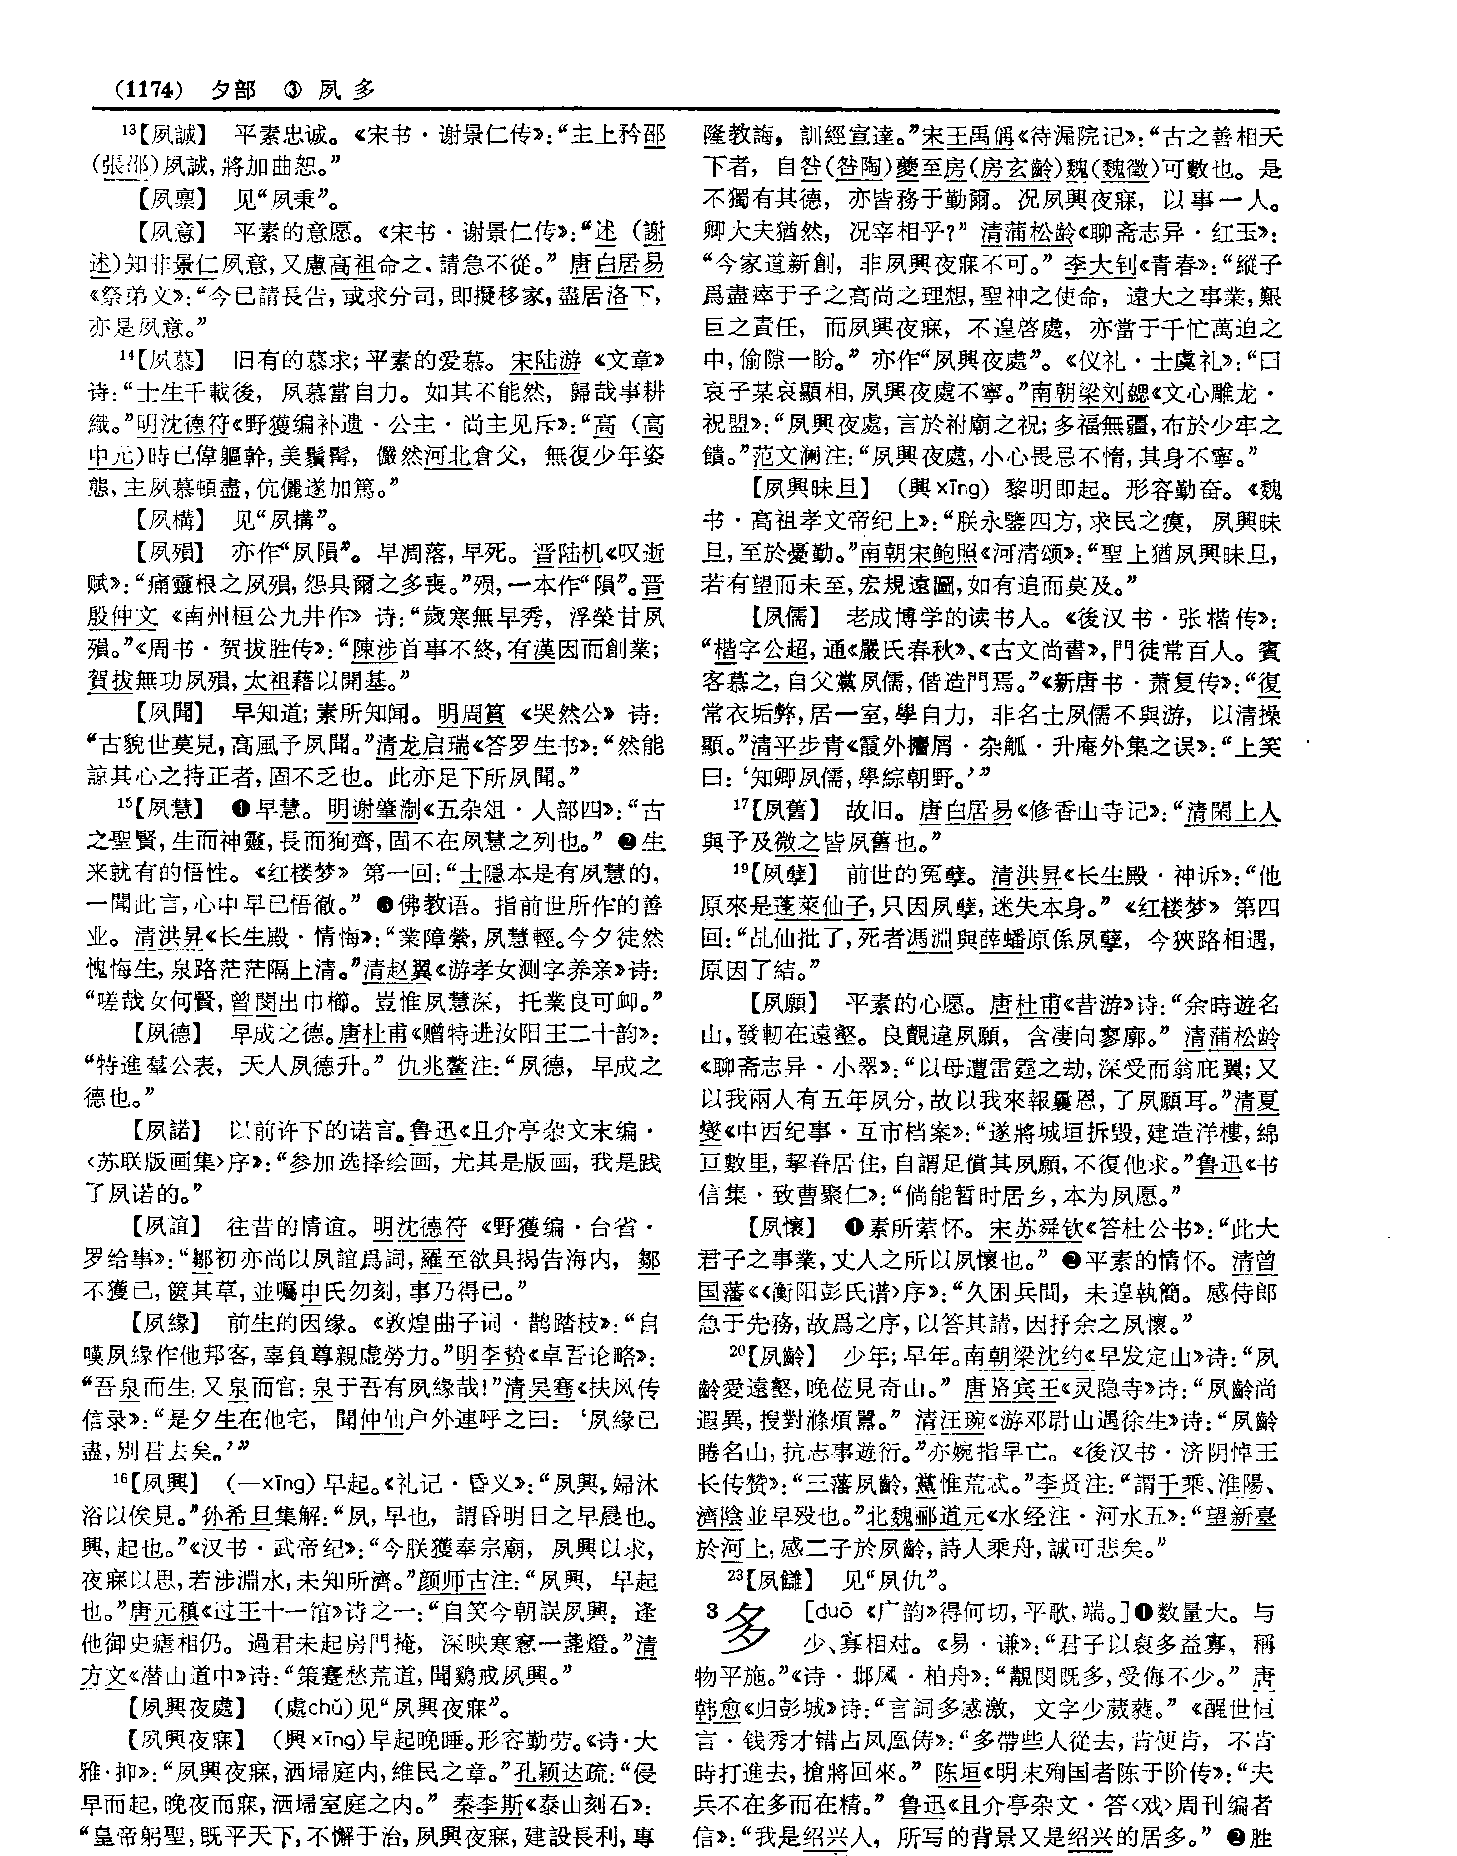 (1174)　夕部　③　夙　多
¹³【夙誠】　平素忠诚。《宋书·谢景仁传》：“主上矜邵
(張邵)夙誠，將加曲恕。”
【夙稟】　见“夙秉”。
【夙意】　平素的意愿。《宋书·谢景仁传》：“述（謝
述)知非景仁夙意，又慮高祖命之，請急不從。”唐白居易
《祭弟文》：“今已請長告，或求分司，即擬移家，盡居洛下，
亦是夙意。”
¹⁴【夙慕】　旧有的慕求；平素的爱慕。宋陆游《文章》
诗：“士生千載後，夙慕當自力。如其不能然，歸哉事耕
織。”明沈德符《野獲编补遗·公主·尚主见斥》：“高（高
中元)時已偉軀幹，美鬚髯，儼然河北倉父，無復少年姿
態，主夙慕頓盡，伉儷遂加篤。”
【夙構】　见“夙搆”。
【夙殞】　亦作“夙隕”。早凋落，早死。晋陆机《叹逝
赋》：“痛靈根之夙殞，怨具爾之多喪。”殒，一本作“隕”。晋
殷仲文《南州桓公九井作》诗：“歲寒無早秀，浮榮甘夙
殞。”《周书·贺拔胜传》：“陳涉首事不終，有漢因而創業；
賀拔無功夙殞，太祖藉以開基。”
【夙聞】　早知道；素所知闻。明周篔《哭然公》诗：
“古貌世莫見，高風予夙聞。”清龙启瑞《答罗生书》：“然能
諒其心之持正者，固不乏也。此亦足下所夙聞。”
¹⁵【夙慧】　❶早慧。明谢肇淛《五杂俎·人部四》：“古
之聖賢，生而神靈，長而徇齊，固不在夙慧之列也。”❷生
来就有的悟性。《红楼梦》第一回：“士隱本是有夙慧的，
一聞此言，心中早已悟徹。”❸佛教语。指前世所作的善
业。清洪昇《长生殿·情悔》：“業障縈，夙慧輕。今夕徒然
愧悔生，泉路茫茫隔上清。”清赵翼《游孝女测字养亲》诗：
“嗟哉女何賢，曾閔出巾櫛。豈惟夙慧深，托業良可卹。”
【夙德】　早成之德。唐杜甫《赠特进汝阳王二十韵》：
“特進羣公表，天人夙德升。”仇兆鳌注：“夙德，早成之
德也。”
【夙諾】　以前许下的诺言。鲁迅《且介亭杂文末编·
〈苏联版画集〉序》：“参加选择绘画，尤其是版画，我是践
了夙诺的。”
【夙誼】　往昔的情谊。明沈德符《野獲编·台省·
罗给事》：“鄒初亦尚以夙誼爲詞，羅至欲具揭告海内，鄒
不獲已，篋其草，並囑申氏勿刻，事乃得已。”
【夙緣】　前生的因缘。《敦煌曲子词·鹊踏枝》：“自
嘆夙緣作他邦客，辜負尊親虛勞力。”明李贽《卓吾论略》：
“吾泉而生，又泉而官；泉于吾有夙緣哉！”清吴骞《扶风传
信录》：“是夕生在他宅，聞仲仙户外連呼之曰：‘夙緣已
盡，別君去矣。’”
¹⁶【夙興】　（—xīng）早起。《礼记·昏义》：“夙興，婦沐
浴以俟見。”孙希旦集解：“夙，早也，謂昏明日之早晨也。
興，起也。”《汉书·武帝纪》：“今朕獲奉宗廟，夙興以求，
夜寐以思，若涉淵水，未知所濟。”颜师古注：“夙興，早起
也。”唐元稹《过王十一馆》诗之一：“自笑今朝誤夙興，逢
他御史瘧相仍。過君未起房門掩，深映寒窻一盞燈。”清
方文《潜山道中》诗：“策蹇愁荒道，聞鷄戒夙興。”
【夙興夜處】　（處chǔ）见“夙興夜寐”。
【夙興夜寐】　（興xīng）早起晚睡。形容勤劳。《诗·大
雅·抑》：“夙興夜寐，洒埽庭内，維民之章。”孔颖达疏：“侵
早而起，晚夜而寐，洒埽室庭之内。”秦李斯《泰山刻石》：
“皇帝躬聖，既平天下，不懈于治，夙興夜寐，建設長利，專
隆教誨，訓經宣達。”宋王禹偁《待漏院记》：“古之善相天
下者，自咎(咎陶)夔至房(房玄齡)魏(魏徵)可數也。是
不獨有其德，亦皆務于勤爾。况夙興夜寐，以事一人。
卿大夫猶然，况宰相乎？”清蒲松龄《聊斋志异·红玉》：
“今家道新創，非夙興夜寐不可。”李大钊《青春》：“縱子
爲盡瘁于子之高尚之理想，聖神之使命，遠大之事業，艱
巨之責任，而夙興夜寐，不遑啓處，亦當于千忙萬迫之
中，偷隙一盼。”亦作“夙興夜處”。《仪礼·士虞礼》：“曰
哀子某哀顯相，夙興夜處不寧。”南朝梁刘勰《文心雕龙·
祝盟》：“夙興夜處，言於祔廟之祝；多福無疆，布於少牢之
饋。”范文澜注：“夙興夜處，小心畏忌不惰，其身不寧。”
【夙興昧旦】　（興xīng）黎明即起。形容勤奋。《魏
书·高祖孝文帝纪上》：“朕永鑒四方，求民之瘼，夙興昧
旦，至於憂勤。”南朝宋鲍照《河清颂》：“聖上猶夙興昧旦，
若有望而未至，宏規遠圖，如有追而莫及。”
【夙儒】　老成博学的读书人。《後汉书·张楷传》：
“楷字公超，通《嚴氏春秋》、《古文尚書》，門徒常百人。賓
客慕之，自父黨夙儒，偕造門焉。”《新唐书·萧复传》：“復
常衣垢弊，居一室，學自力，非名士夙儒不與游，以清操
顯。”清平步青《霞外攟屑·杂觚·升庵外集之误》：“上笑
曰：‘知卿夙儒，學綜朝野。’”
¹⁷【夙舊】　故旧。唐白居易《修香山寺记》：“清閑上人
與予及微之皆夙舊也。”
¹⁹【夙孽】　前世的冤孽。清洪昇《长生殿·神诉》：“他
原來是蓬萊仙子，只因夙孽，迷失本身。”《红楼梦》第四
回：“乩仙批了，死者馮淵與薛蟠原係夙孽，今狹路相遇，
原因了結。”
【夙願】　平素的心愿。唐杜甫《昔游》诗：“余時遊名
山，發軔在遠壑。良覿違夙願，含凄向寥廓。”清蒲松龄
《聊斋志异·小翠》：“以母遭雷霆之劫，深受而翁庇翼；又
以我兩人有五年夙分，故以我來報曩恩，了夙願耳。”清夏
燮《中西纪事·互市档案》：“遂將城垣拆毁，建造洋樓，綿
亘數里，挈眷居住，自謂足償其夙願，不復他求。”鲁迅《书
信集·致曹聚仁》：“倘能暂时居乡，本为夙愿。”
【夙懷】　❶素所萦怀。宋苏舜钦《答杜公书》：“此大
君子之事業，丈人之所以夙懷也。”❷平素的情怀。清曾
国藩《〈衡阳彭氏谱〉序》：“久困兵間，未遑執簡。感侍郎
急于先務，故爲之序，以答其請，因抒余之夙懷。”
²⁰【夙齡】　少年；早年。南朝梁沈约《早发定山》诗：“夙
齡愛遠壑，晚莅見奇山。”唐骆宾王《灵隐寺》诗：“夙齡尚
遐異，搜對滌煩囂。”清汪琬《游邓尉山遇徐生》诗：“夙齡
睠名山，抗志事遊衍。”亦婉指早亡。《後汉书·济阴悼王
长传赞》：“三藩夙齡，黨惟荒忒。”李贤注：“謂千乘、淮陽、
濟陰並早殁也。”北魏郦道元《水经注·河水五》：“望新臺
於河上，感二子於夙齡，詩人乘舟，誠可悲矣。”
²³【夙讎】　见“夙仇”。
³多　［duō《广韵》得何切，平歌，端。］❶数量大。与
少、寡相对。《易·谦》：“君子以裒多益寡，稱
物平施。”《诗·邶风·柏舟》：“覯閔既多，受侮不少。”唐
韩愈《归彭城》诗：“言詞多感激，文字少葳蕤。”《醒世恒
言·钱秀才错占凤凰俦》：“多帶些人從去，肯便肯，不肯
時打進去，搶將回來。”陈垣《明末殉国者陈于阶传》：“夫
兵不在多而在精。”鲁迅《且介亭杂文·答〈戏〉周刊编者
信》：“我是绍兴人，所写的背景又是绍兴的居多。”❷胜